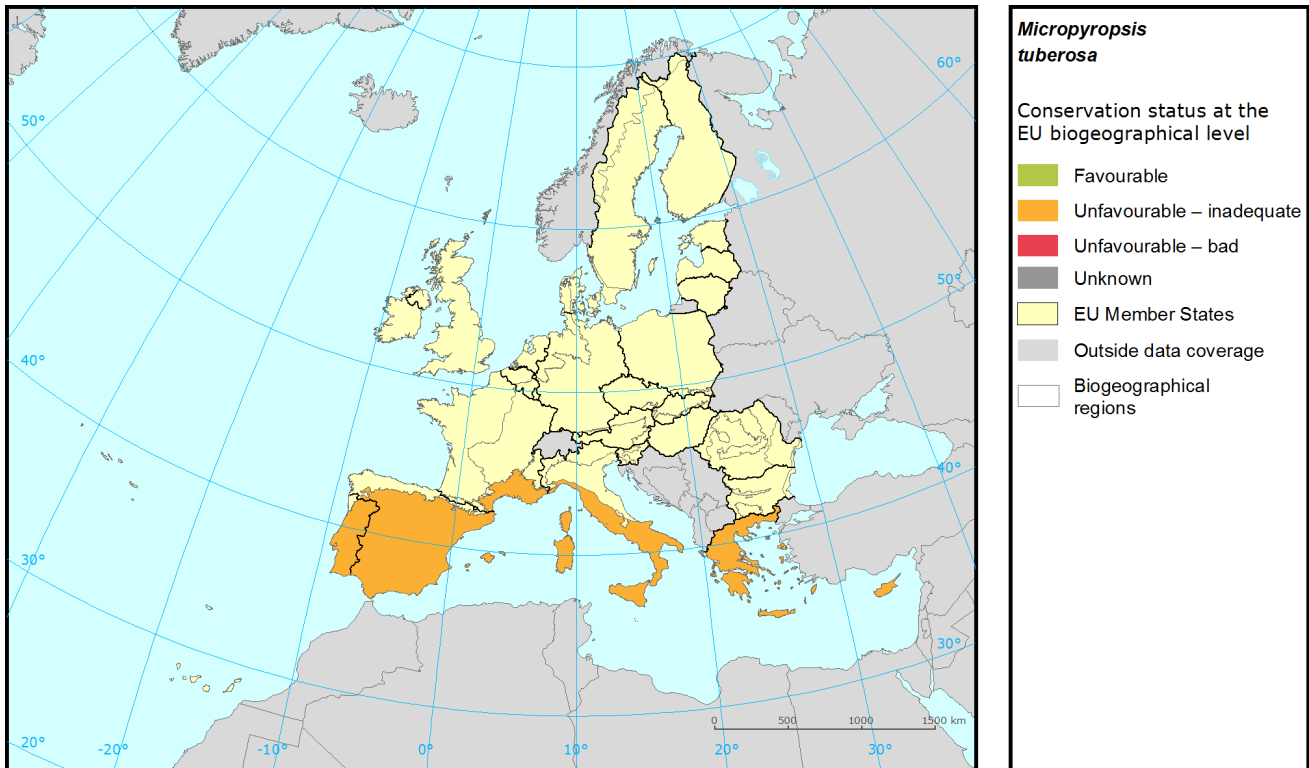 Micropyropsis
tuberosa
Conservation status at the
EU biogeographical level
Favourable
Unfavourable – inadequate
Unfavourable – bad
Unknown
EU Member States
Outside data coverage
Biogeographical
regions
60°
50°
50°
40°
40°
30°
30°
20°
-20°
-10°
0°
10°
20°
30°
0
500
1000
1500 km